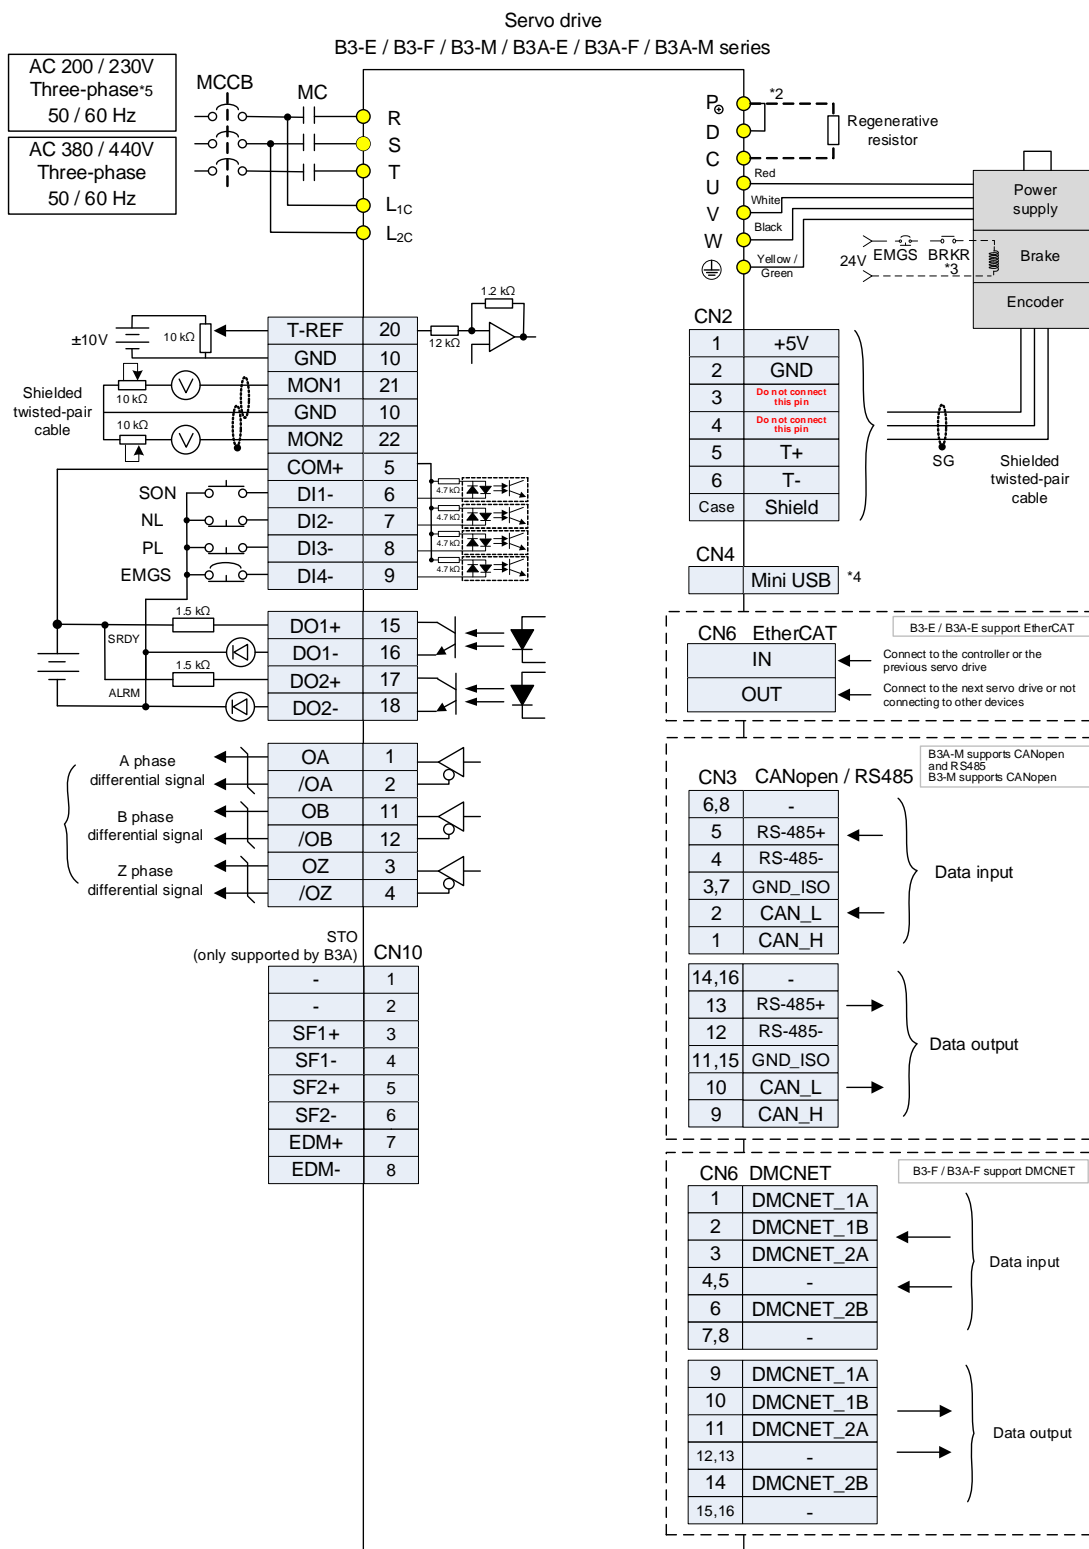 Servo drive
B3-E / B3-F / B3-M / B3A-E / B3A-F / B3A-M series
AC 200 / 230V
Three-phase*5
50 / 60 Hz
AC 380 / 440V
Three-phase
50 / 60 Hz
MCCB
MC
R
S
T
L1C
L2C
P⊕
D
C
U
V
W
*2
Regenerative
resistor
Red
White
Black
Yellow /
Green
Power
supply
24V
EMGS
BRKR
*3
Brake
Encoder
±10V
10 kΩ
T-REF 20
GND 10
MON1 21
GND 10
MON2 22
COM+ 5
DI1- 6
DI2- 7
DI3- 8
DI4- 9
1.2 kΩ
12 kΩ
Shielded
twisted-pair
cable
10 kΩ
V
10 kΩ
V
SON
NL
PL
EMGS
4.7 kΩ
4.7 kΩ
4.7 kΩ
4.7 kΩ
CN2
1 +5V
2 GND
3 Do not connect
this pin
4 Do not connect
this pin
5 T+
6 T-
Case Shield
SG
Shielded
twisted-pair
cable
CN4
Mini USB *4
1.5 kΩ
SRDY
1.5 kΩ
ALRM
DO1+ 15
DO1- 16
DO2+ 17
DO2- 18
CN6 EtherCAT
B3-E / B3A-E support EtherCAT
IN
Connect to the controller or the
previous servo drive
OUT
Connect to the next servo drive or not
connecting to other devices
A phase
differential signal
B phase
differential signal
Z phase
differential signal
OA 1
/OA 2
OB 11
/OB 12
OZ 3
/OZ 4
CN3 CANopen / RS485
B3A-M supports CANopen
and RS485
B3-M supports CANopen
6,8 -
5 RS-485+
4 RS-485-
3,7 GND_ISO
2 CAN_L
1 CAN_H
Data input
14,16 -
13 RS-485+
12 RS-485-
11,15 GND_ISO
10 CAN_L
9 CAN_H
Data output
STO
(only supported by B3A)
CN10
- 1
- 2
SF1+ 3
SF1- 4
SF2+ 5
SF2- 6
EDM+ 7
EDM- 8
CN6 DMCNET
B3-F / B3A-F support DMCNET
1 DMCNET_1A
2 DMCNET_1B
3 DMCNET_2A
4,5 -
6 DMCNET_2B
7,8 -
Data input
9 DMCNET_1A
10 DMCNET_1B
11 DMCNET_2A
12,13 -
14 DMCNET_2B
15,16 -
Data output